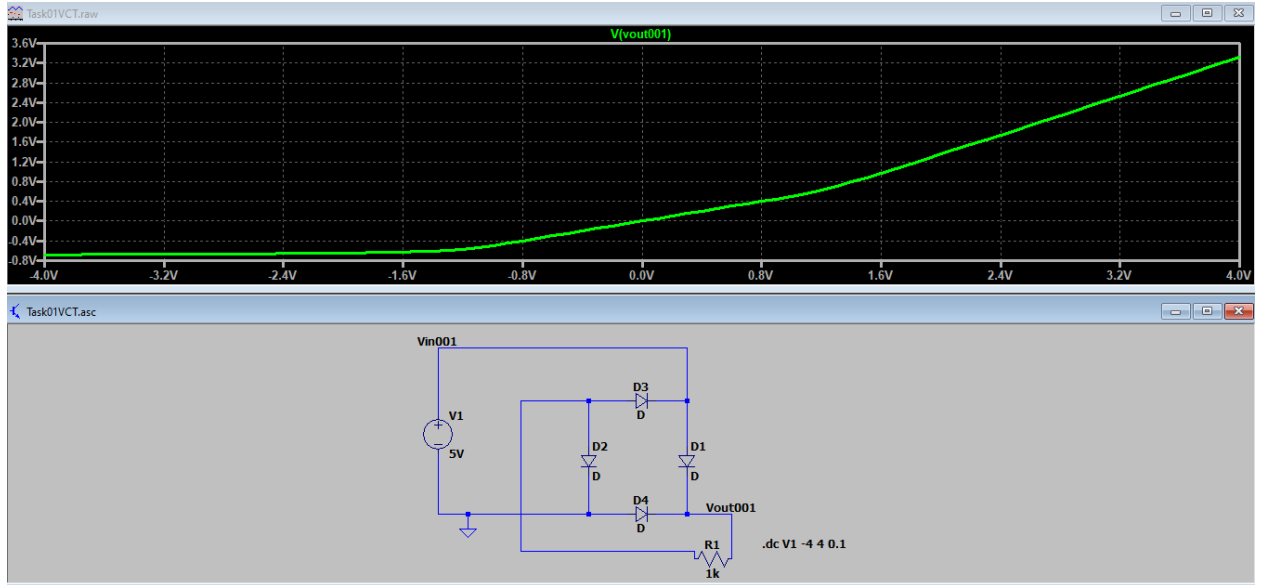 Task01VCT.raw
V(vout001)
3.6V
3.2V
2.8V
2.4V
2.0V
1.6V
1.2V
0.8V
0.4V
0.0V
-0.4V
-0.8V
-4.0V -3.2V -2.4V -1.6V -0.8V 0.0V 0.8V 1.6V 2.4V 3.2V 4.0V
Task01VCT.asc
Vin001
D3
D
V1
5V
D2
D
D1
D
D4
D
Vout001
R1
1k
.dc V1 -4 4 0.1